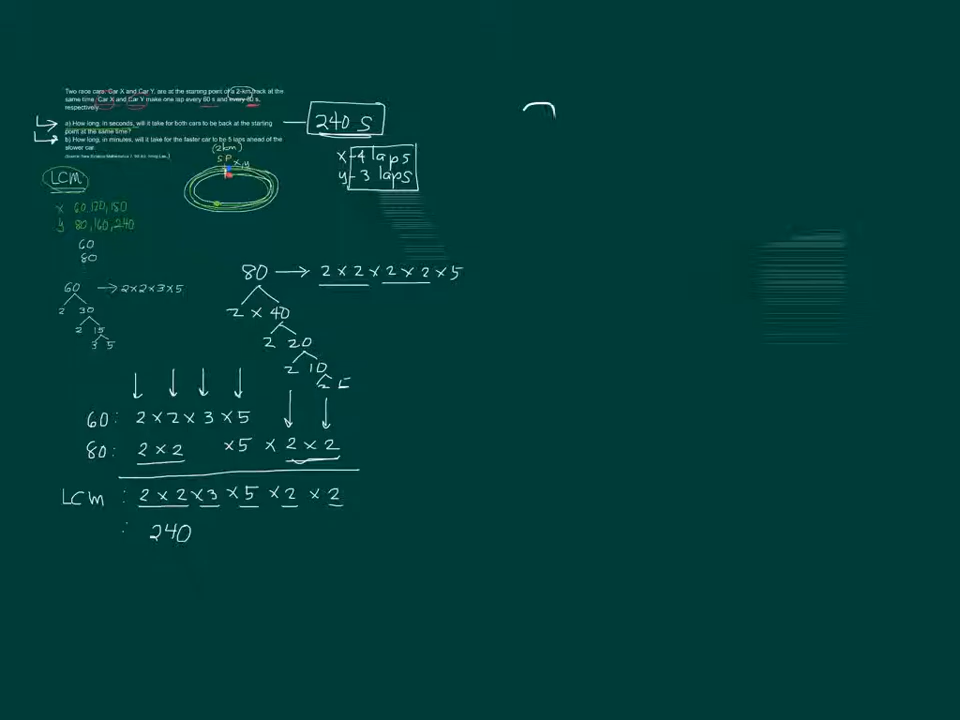 Two race cars, Car X and Car Y, are at the starting point of a 2-km track at the
same time. Car X and Car Y make one lap every 60 s and every 80 s,
respectively.
a) How long, in seconds, will it take for both cars to be back at the starting
point at the same time?
b) How long, in minutes, will it take for the faster car to be 5 laps ahead of the
slower car.
240 S
(2km)
S P X, Y
x - 4 laps
y - 3 laps
LCM
x 60, 120, 180
y 80, 160, 240
60
80
80 → 2 × 2 × 2 × 2 × 5
2 × 40
2 20
2 10
2 5
60 → 2×2×3×5
2 30
2 15
3 5
60: 2 × 2 × 3 × 5
80: 2 × 2 × 5 × 2 × 2
LCM : 2 × 2 × 3 × 5 × 2 × 2
: 240